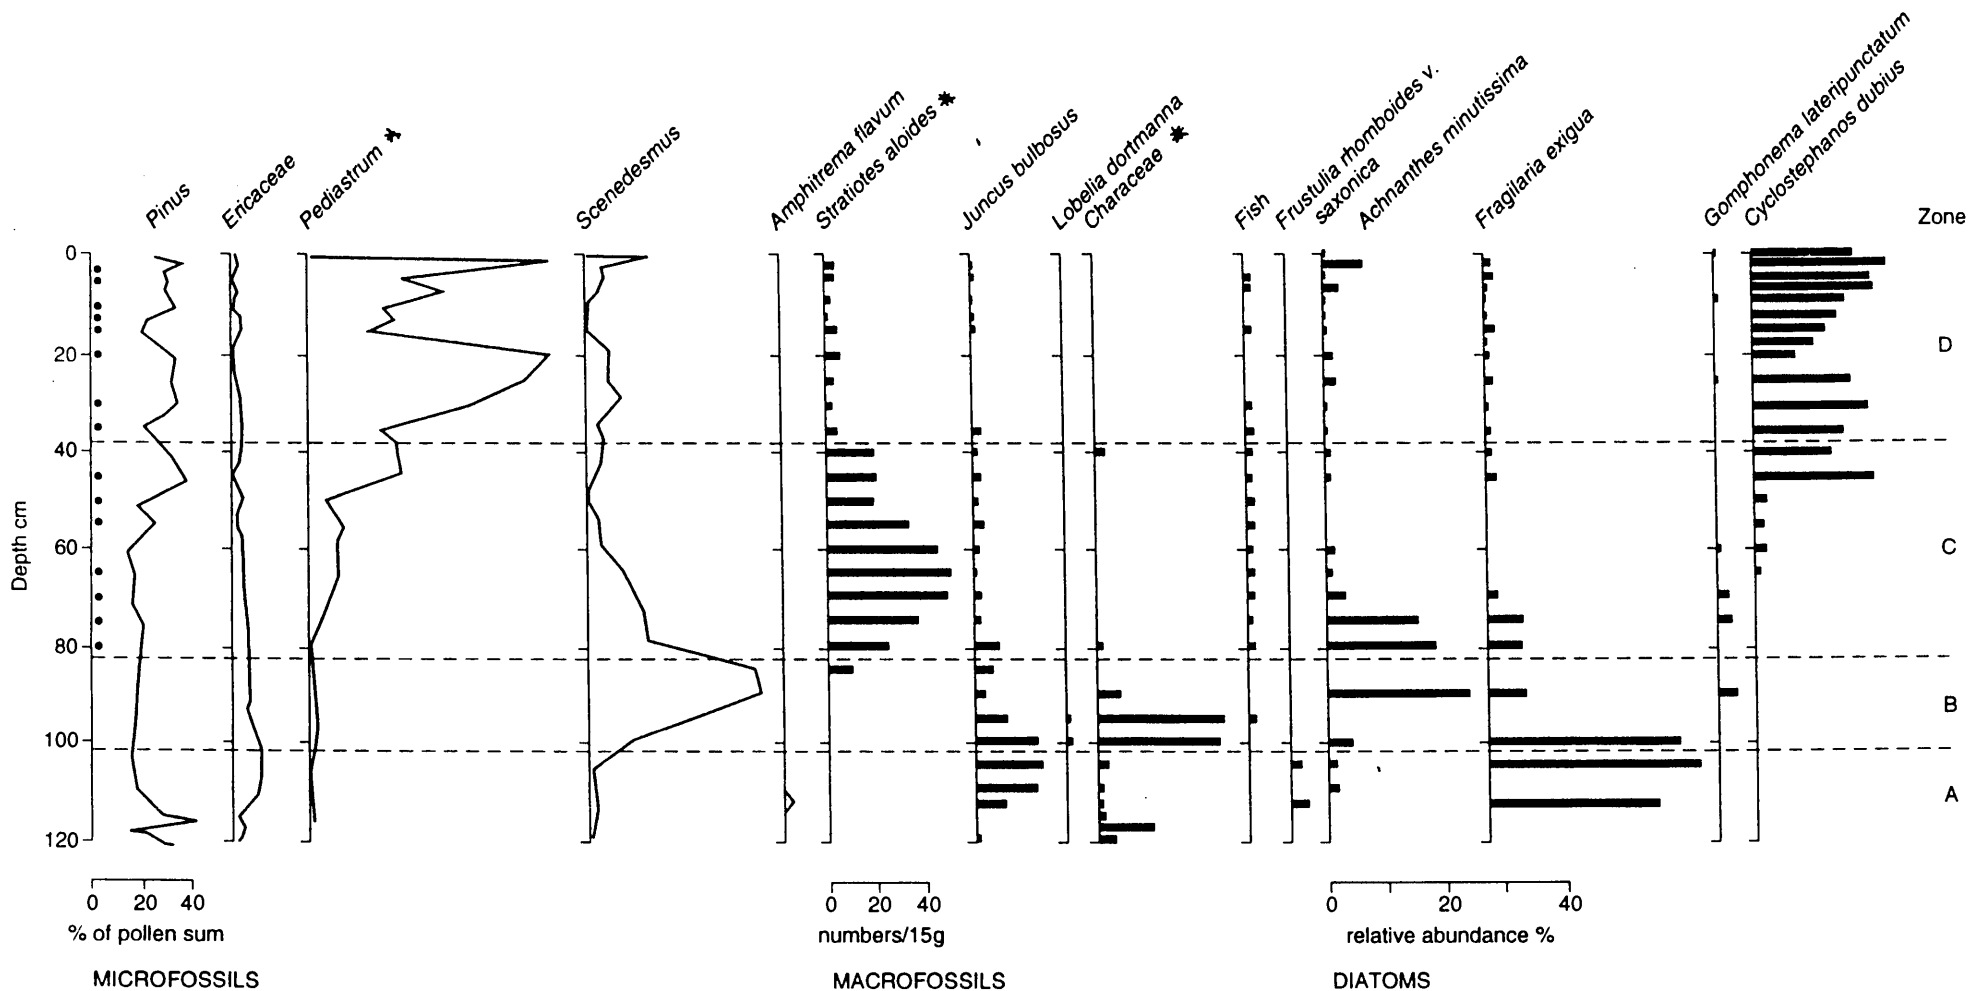 Pinus
Ericaceae
Pediastrum *
Scenedesmus
Amphitrema flavum
Stratiotes aloides *
Juncus bulbosus
Lobelia dortmanna
Characeae *
Fish
Frustulia rhomboides v.
saxonica
Achnanthes minutissima
Fragilaria exigua
Gomphonema lateripunctatum
Cyclostephanos dubius
Zone
0
20
40
60
80
100
120
Depth cm
D
C
B
A
0 20 40
% of pollen sum
MICROFOSSILS
0 20 40
numbers/15g
MACROFOSSILS
0 20 40
relative abundance %
DIATOMS